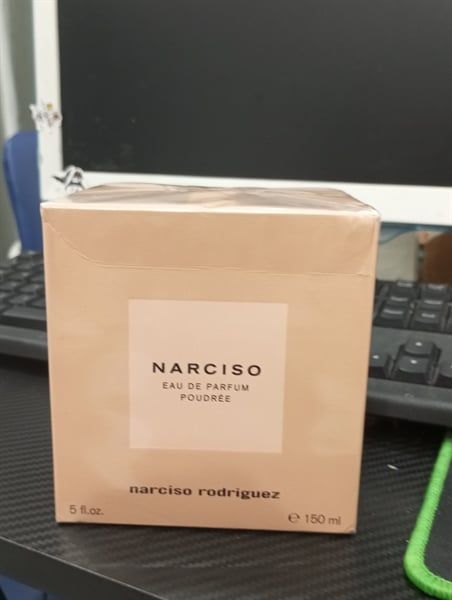 NARCISO
EAU DE PARFUM
POUDRÉE
narciso rodriguez
5 fl.oz.
℮ 150 ml